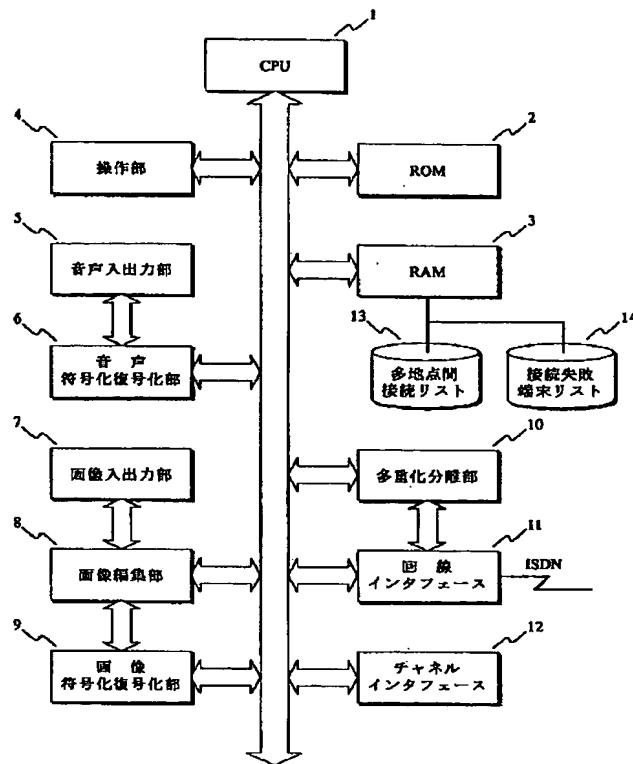 1
CPU
4
操作部
2
ROM
5
音声入出力部
3
RAM
6
音声
符号化復号化部
13
多地点間
接続リスト
14
接続失敗
端末リスト
7
画像入出力部
10
多重化分離部
8
画像編集部
11
回線
インタフェース
ISDN
9
画像
符号化復号化部
12
チャネル
インタフェース